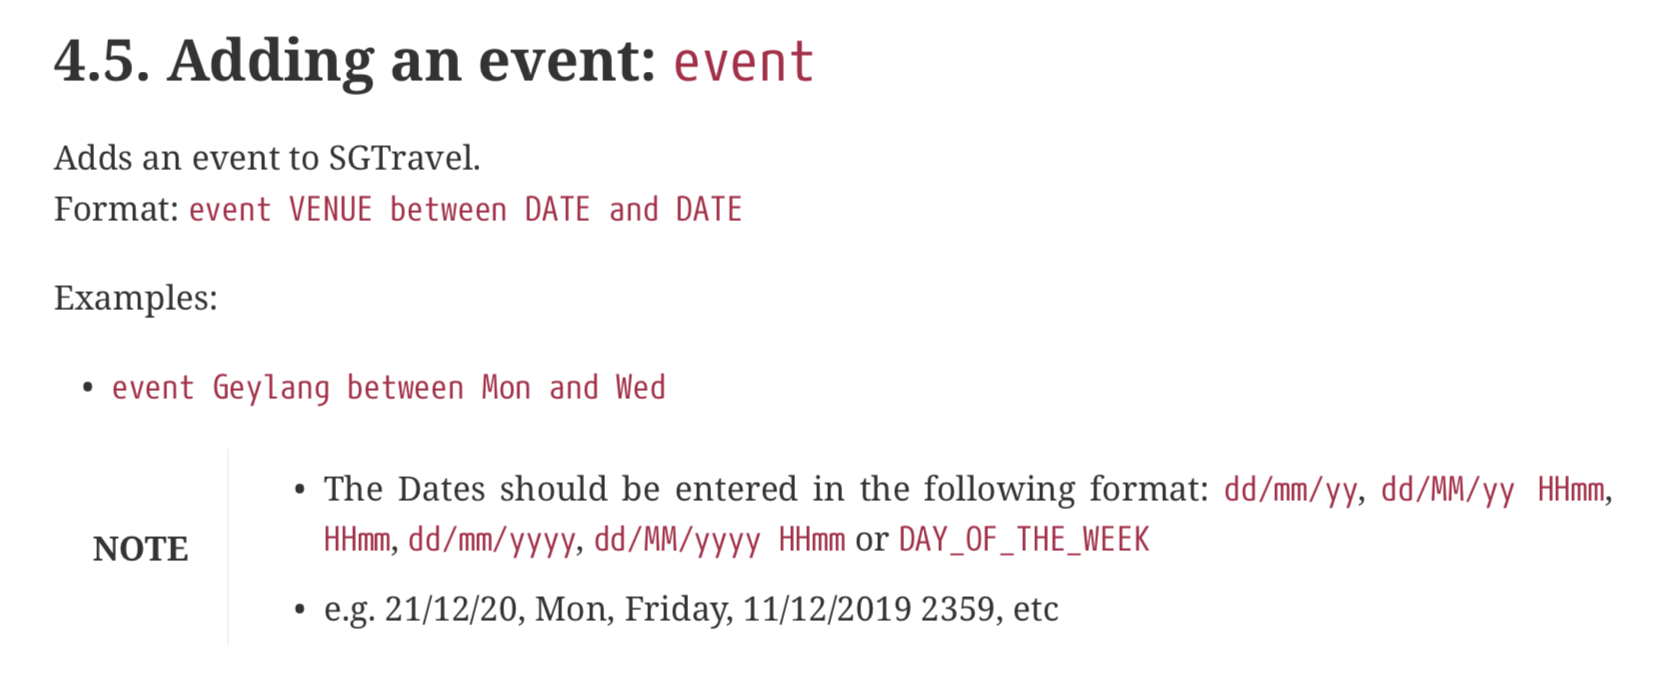 4.5. Adding an event: event
Adds an event to SGTravel.
Format: event VENUE between DATE and DATE
Examples:
• event Geylang between Mon and Wed
NOTE
• The Dates should be entered in the following format: dd/mm/yy, dd/MM/yy HHmm,
HHmm, dd/mm/yyyy, dd/MM/yyyy HHmm or DAY_OF_THE_WEEK
• e.g. 21/12/20, Mon, Friday, 11/12/2019 2359, etc